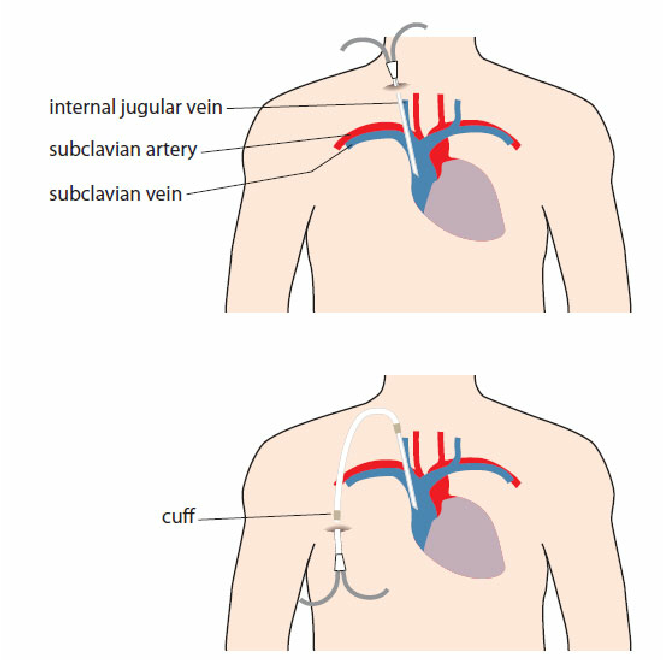 internal jugular vein
subclavian artery
subclavian vein
cuff